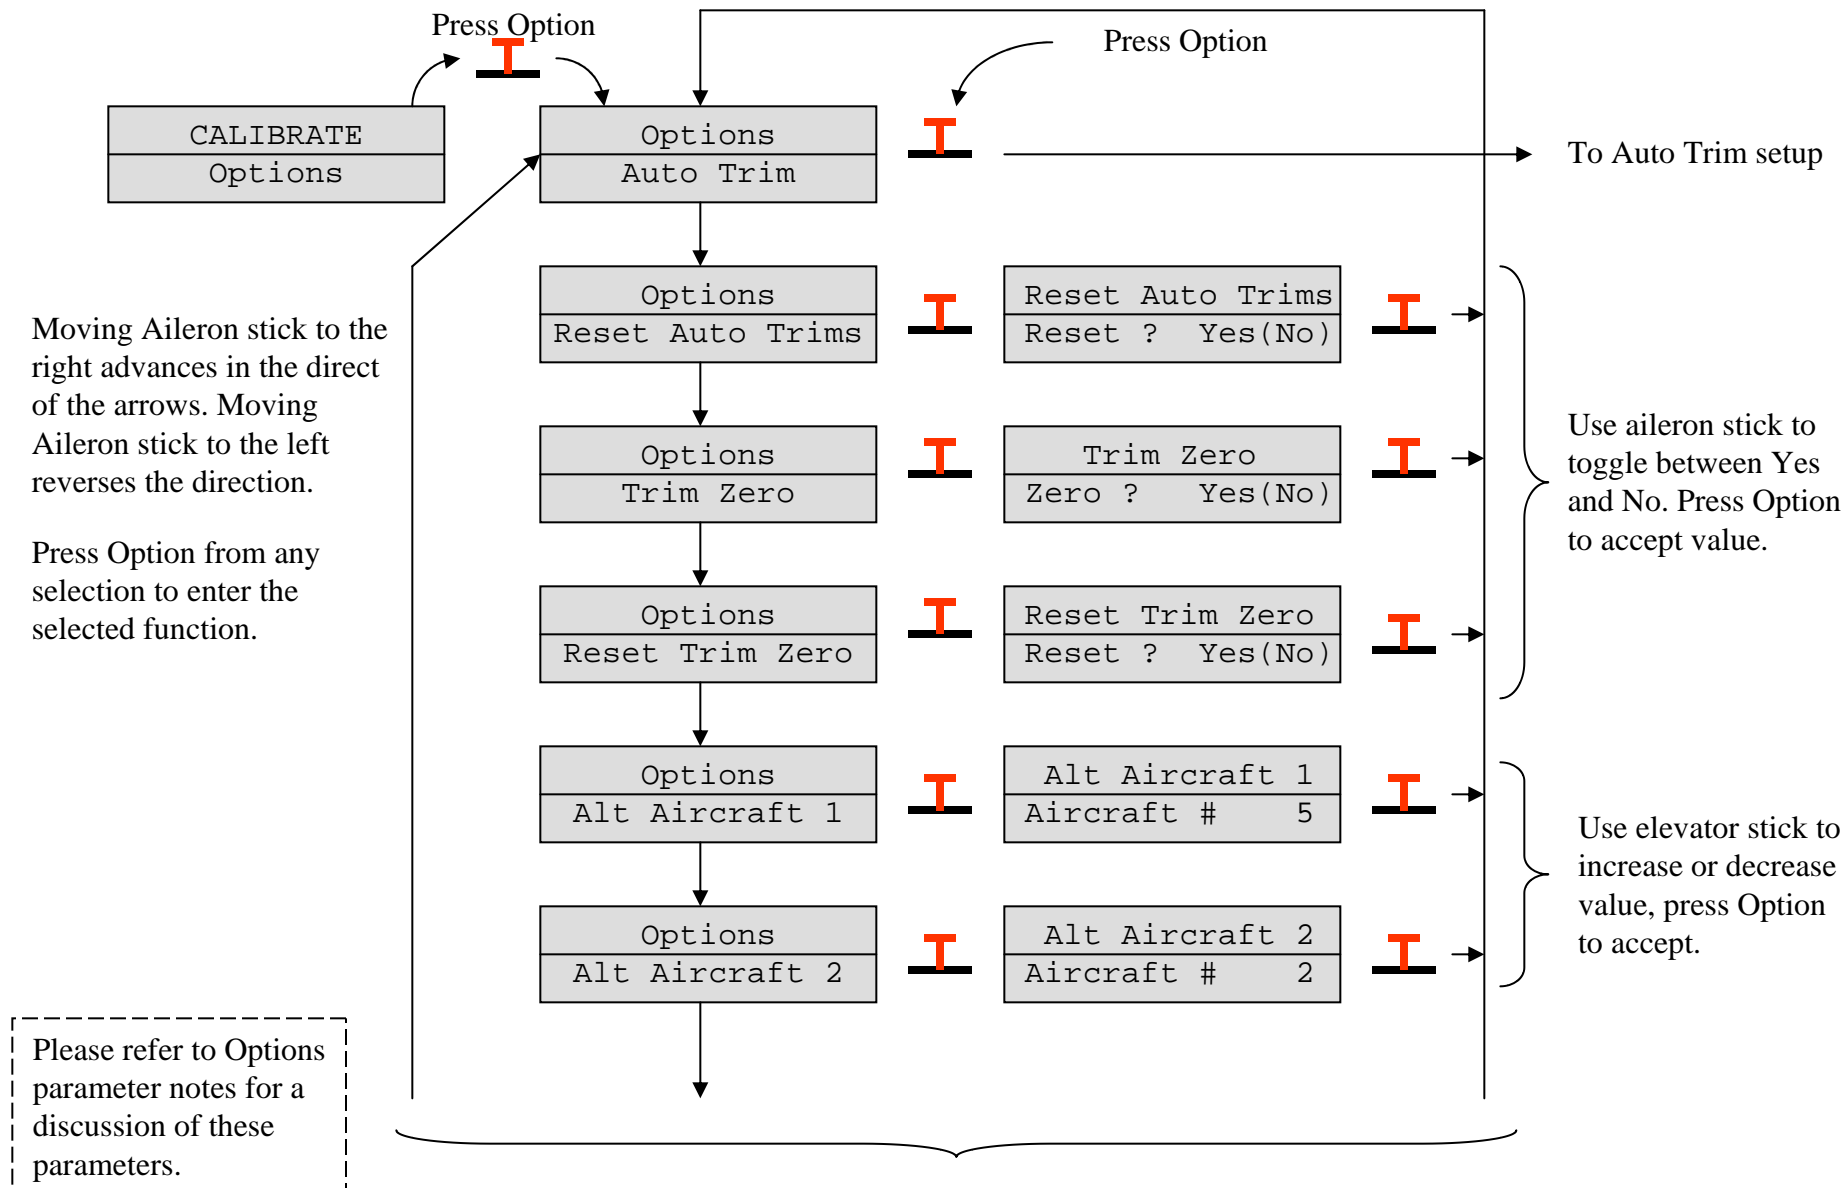 Press Option
Press Option
CALIBRATE
Options
Options
Auto Trim
To Auto Trim setup
Moving Aileron stick to the
right advances in the direct
of the arrows. Moving
Aileron stick to the left
reverses the direction.
Press Option from any
selection to enter the
selected function.
Options
Reset Auto Trims
Reset Auto Trims
Reset ? Yes(No)
Options
Trim Zero
Trim Zero
Zero ? Yes(No)
Options
Reset Trim Zero
Reset Trim Zero
Reset ? Yes(No)
Use aileron stick to
toggle between Yes
and No. Press Option
to accept value.
Options
Alt Aircraft 1
Alt Aircraft 1
Aircraft # 5
Options
Alt Aircraft 2
Alt Aircraft 2
Aircraft # 2
Use elevator stick to
increase or decrease
value, press Option
to accept.
Please refer to Options
parameter notes for a
discussion of these
parameters.